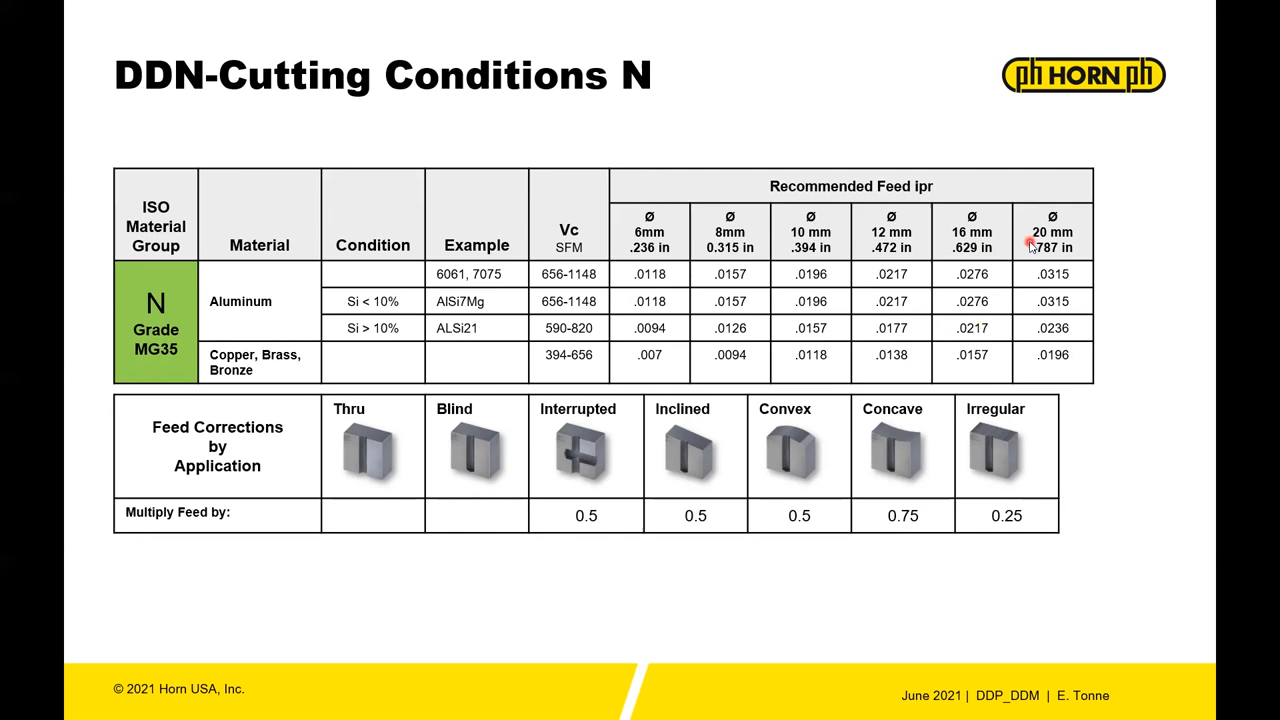 DDN-Cutting Conditions N
ph HORN ph
ISO
Material
Group
Material
Condition
Example
Vc
SFM
Recommended Feed ipr
Ø
6mm
.236 in
Ø
8mm
0.315 in
Ø
10 mm
.394 in
Ø
12 mm
.472 in
Ø
16 mm
.629 in
Ø
20 mm
.787 in
N
Grade
MG35
Aluminum
6061, 7075 656-1148 .0118 .0157 .0196 .0217 .0276 .0315
Si < 10% AlSi7Mg 656-1148 .0118 .0157 .0196 .0217 .0276 .0315
Si > 10% ALSi21 590-820 .0094 .0126 .0157 .0177 .0217 .0236
Copper, Brass,
Bronze
394-656 .007 .0094 .0118 .0138 .0157 .0196
Feed Corrections
by
Application
Thru Blind Interrupted Inclined Convex Concave Irregular
Multiply Feed by: 0.5 0.5 0.5 0.75 0.25
© 2021 Horn USA, Inc.
June 2021 | DDP_DDM | E. Tonne